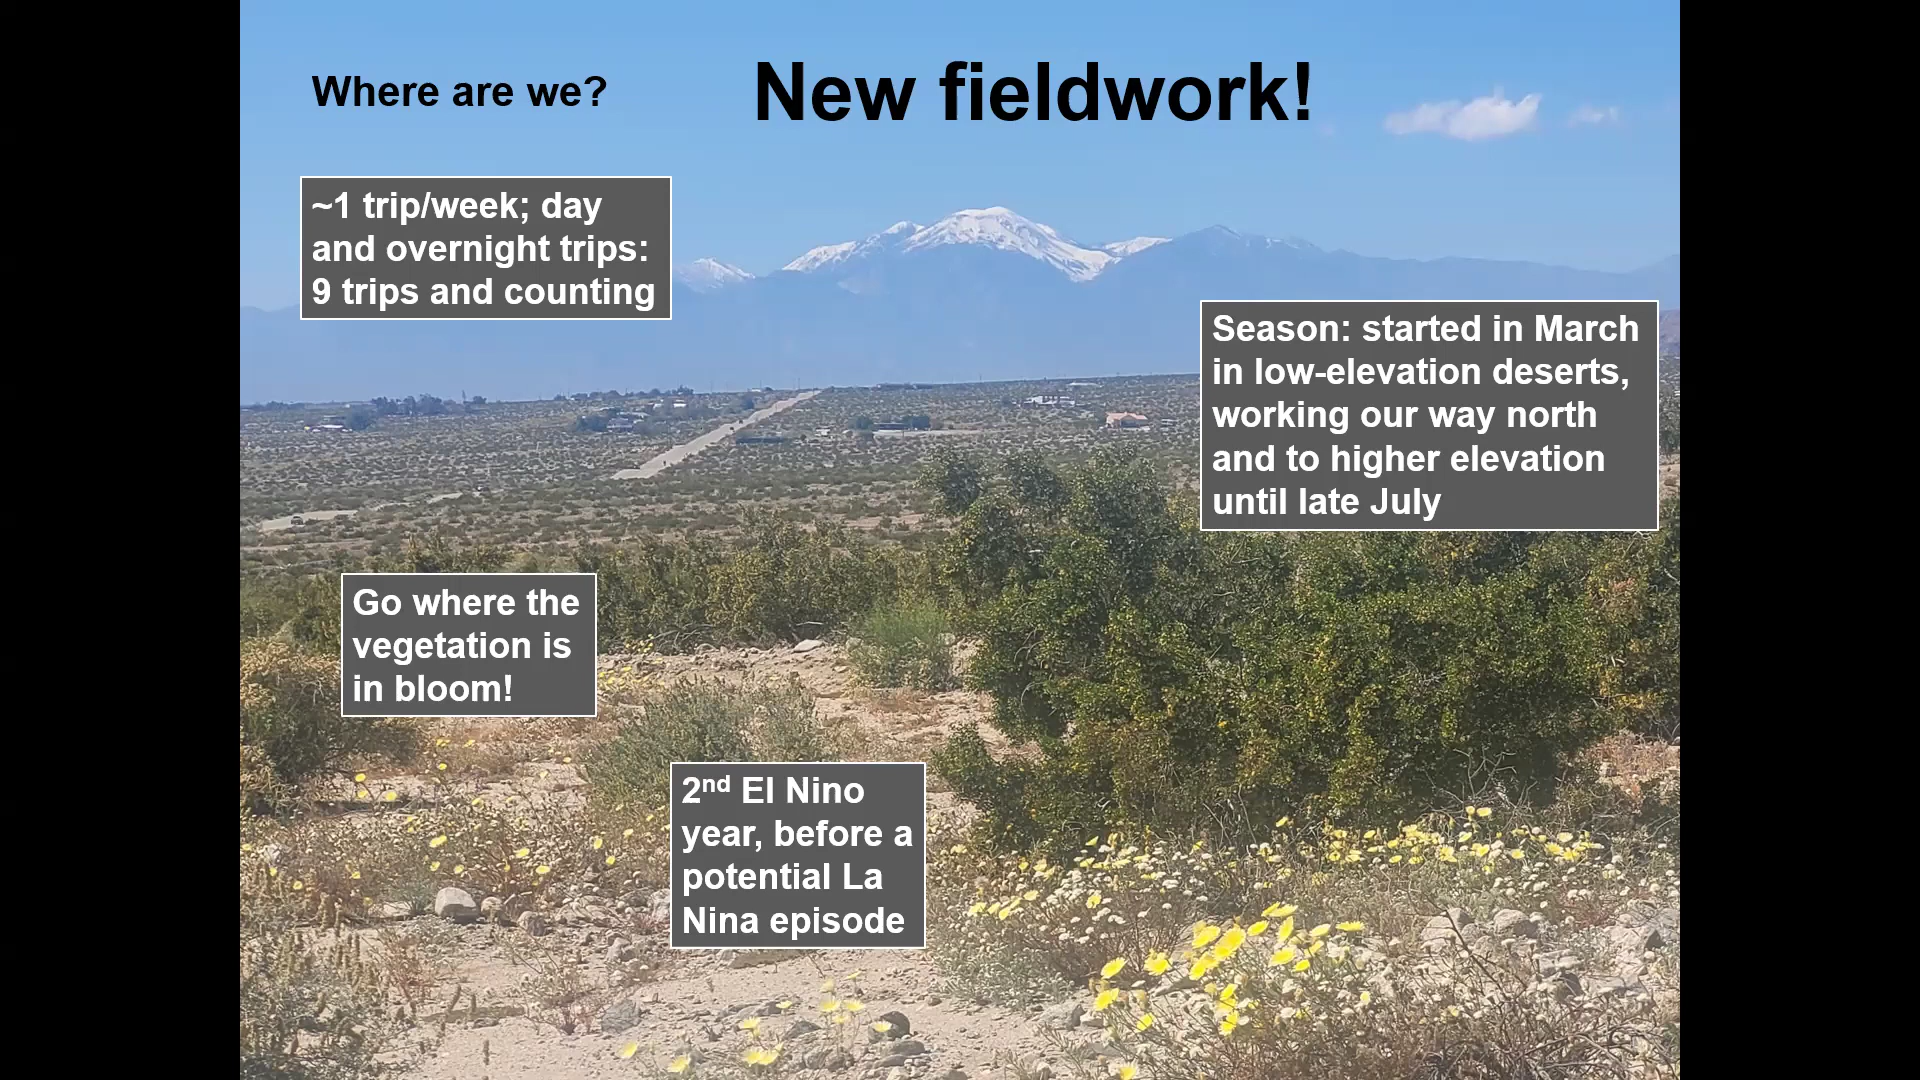 Where are we?
New fieldwork!
~1 trip/week; day
and overnight trips:
9 trips and counting
Season: started in March
in low-elevation deserts,
working our way north
and to higher elevation
until late July
Go where the
vegetation is
in bloom!
2nd El Nino
year, before a
potential La
Nina episode